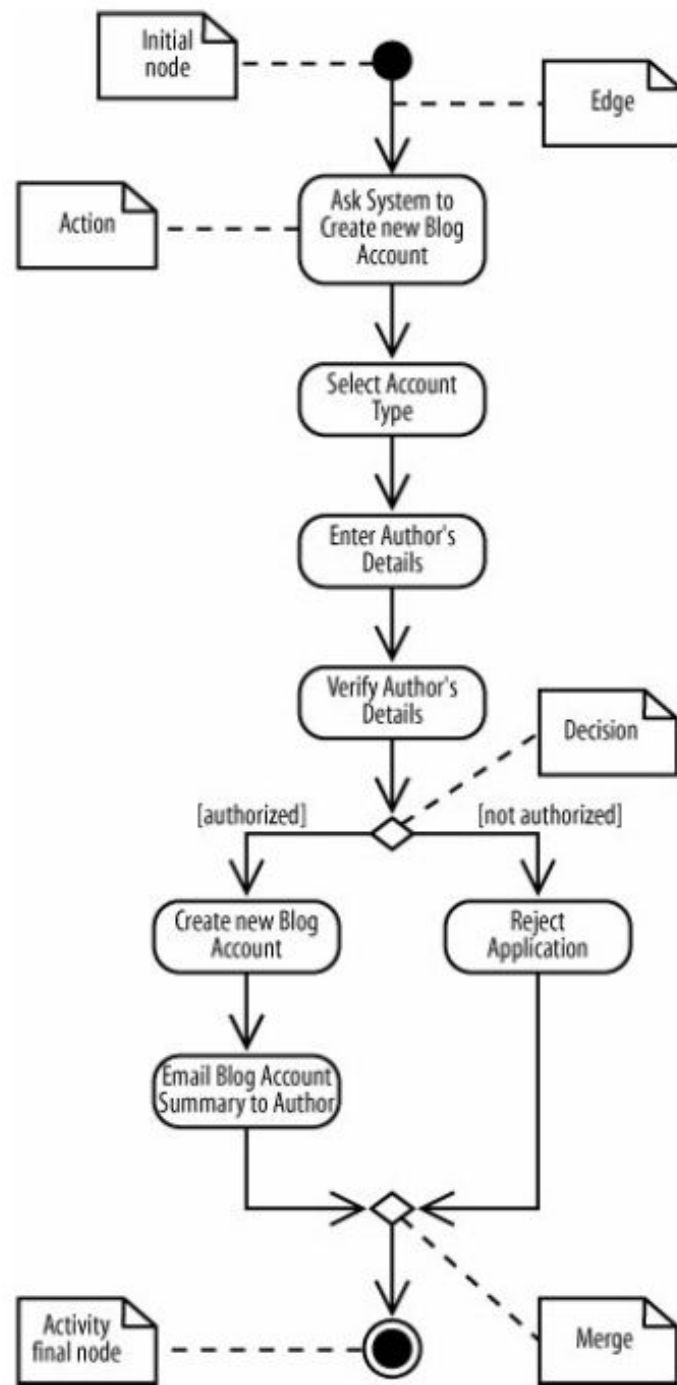 Initial
node
Edge
Ask System to
Create new Blog
Account
Action
Select Account
Type
Enter Author's
Details
Verify Author's
Details
Decision
[authorized]
[not authorized]
Create new Blog
Account
Reject
Application
Email Blog Account
Summary to Author
Activity
final node
Merge